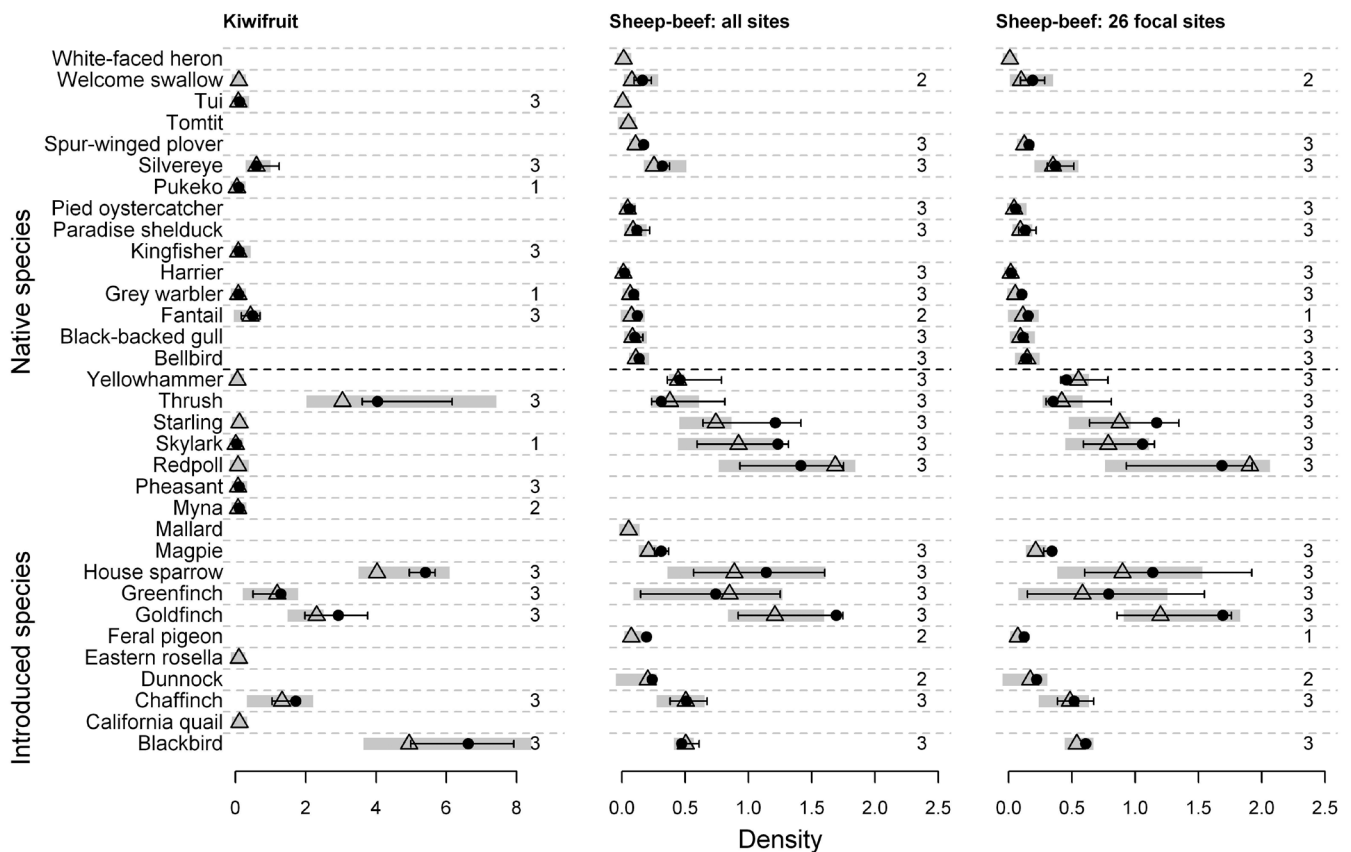 Kiwifruit Sheep-beef: all sites Sheep-beef: 26 focal sites
White-faced heron
Welcome swallow 2 2
Tui 3
Tomtit
Spur-winged plover 3 3
Silvereye 3 3 3
Pukeko 1
Pied oystercatcher 3 3
Paradise shelduck 3 3
Kingfisher 3
Harrier 3 3
Grey warbler 1 3 3
Fantail 3 2 1
Black-backed gull 3 3
Bellbird 3 3
Native species
Yellowhammer 3 3
Thrush 3 3 3
Starling 3 3
Skylark 1 3 3
Redpoll 3 3
Pheasant 3
Myna 2
Mallard
Magpie 3 3
House sparrow 3 3 3
Greenfinch 3 3 3
Goldfinch 3 3 3
Feral pigeon 2 1
Eastern rosella
Dunnock 2 2
Chaffinch 3 3 3
California quail
Blackbird 3 3 3
Introduced species
0 2 4 6 8 0.0 0.5 1.0 1.5 2.0 2.5 0.0 0.5 1.0 1.5 2.0 2.5
Density